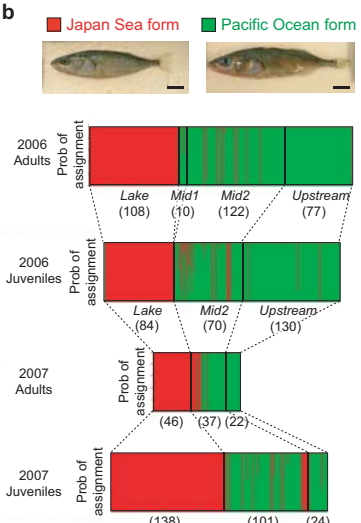 b
Japan Sea form Pacific Ocean form
2006
Adults
Prob of
assignment
Lake Mid1 Mid2 Upstream
(108) (10) (122) (77)
2006
Juveniles
Prob of
assignment
Lake Mid2 Upstream
(84) (70) (130)
2007
Adults
Prob of
assignment
(46) (37) (22)
2007
Juveniles
Prob of
assignment
(138) (101) (24)